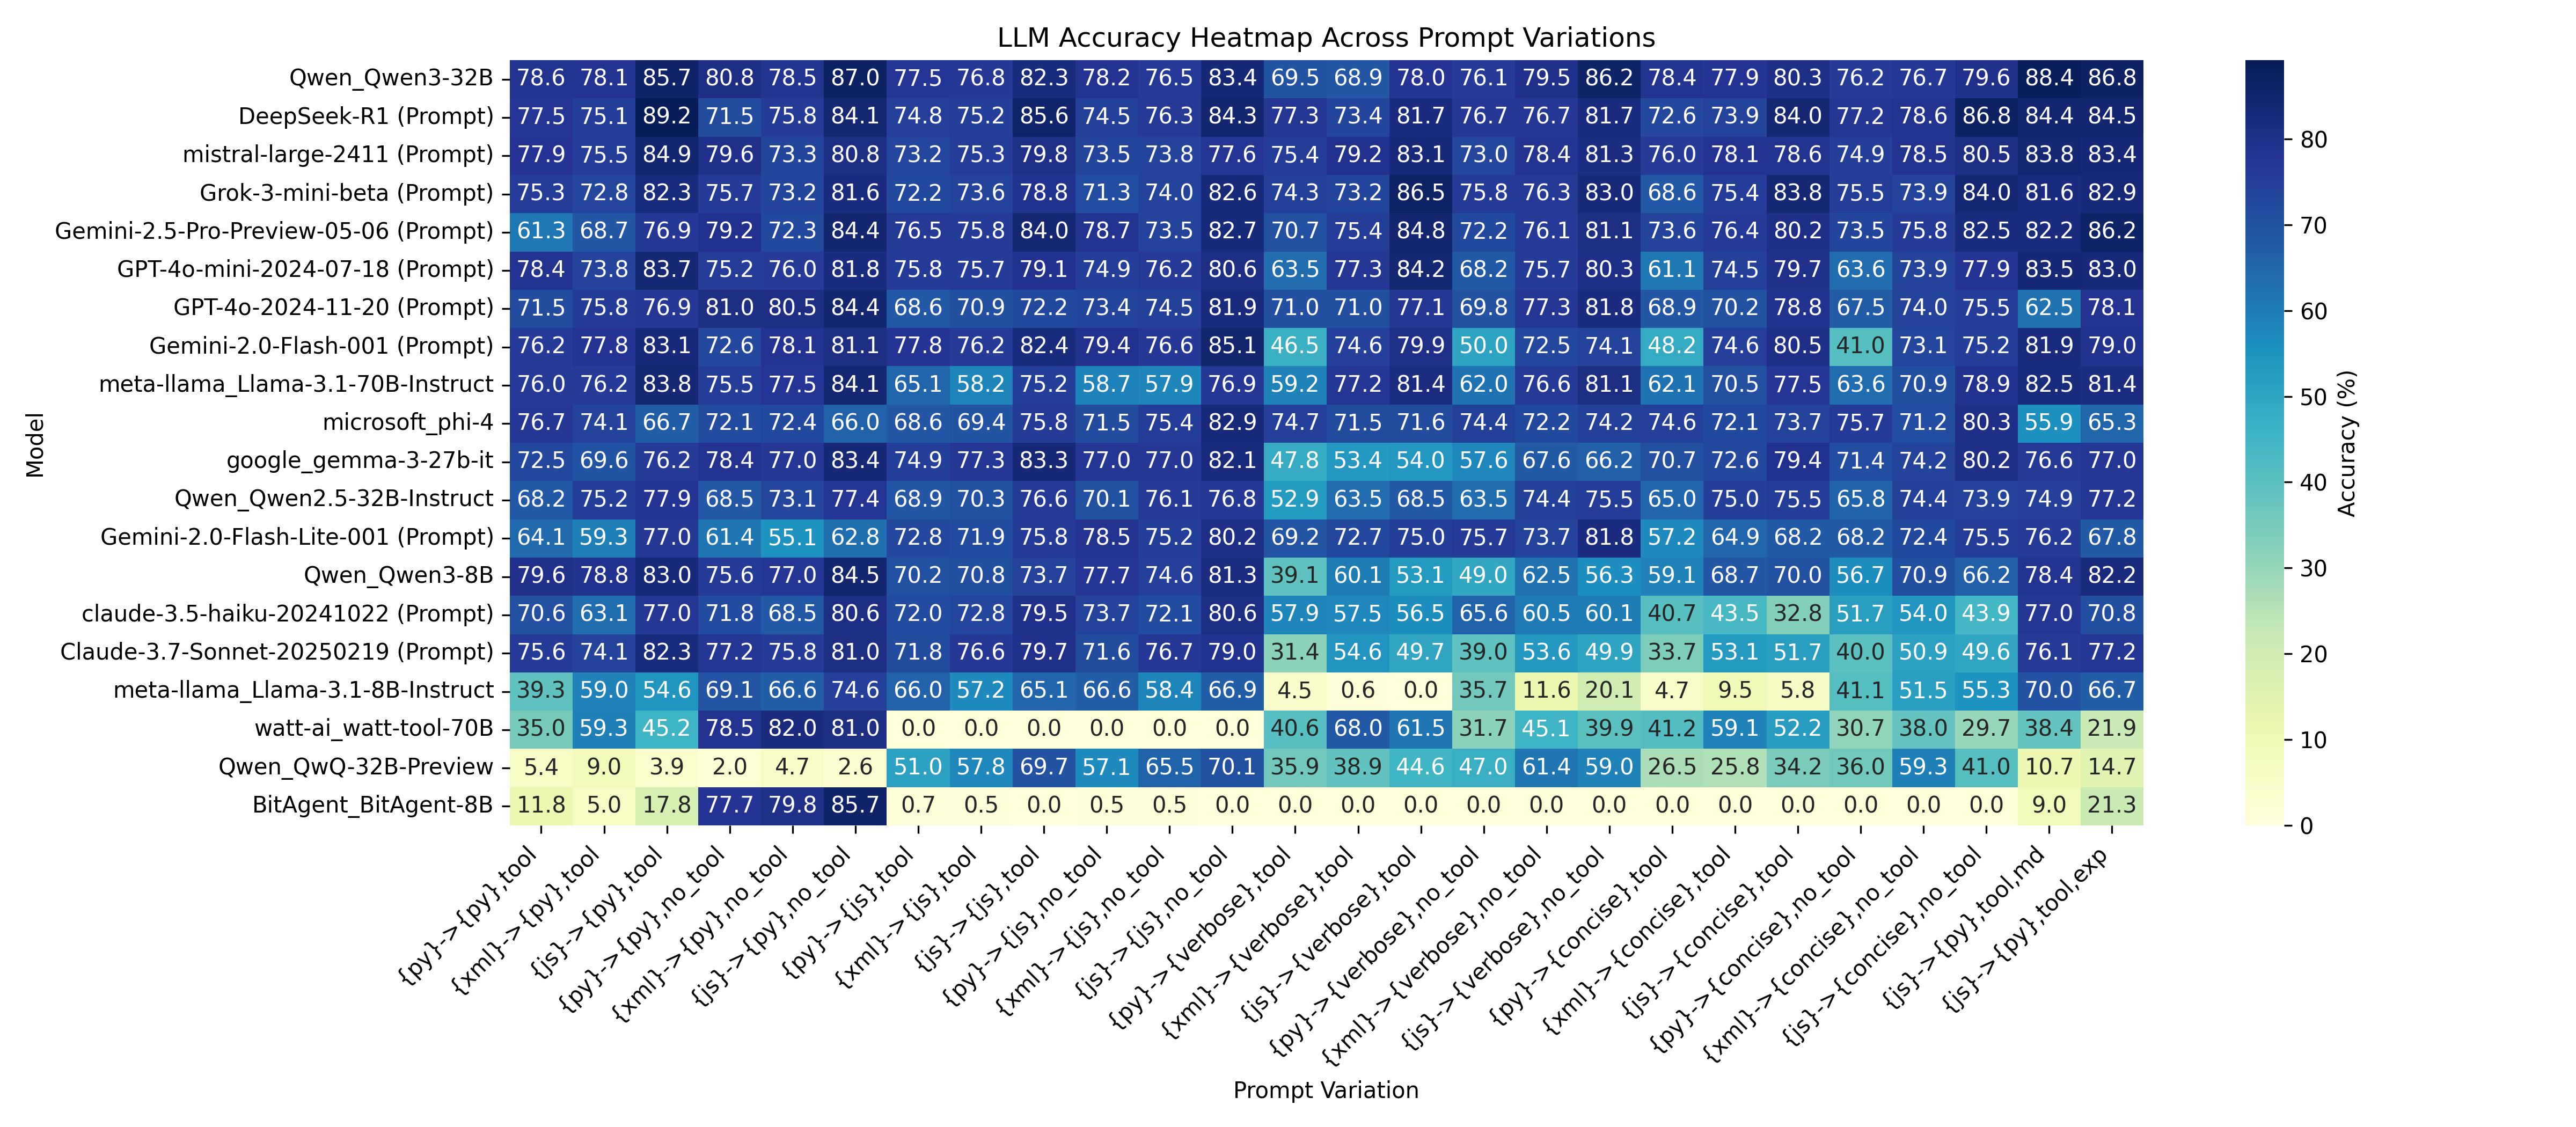 LLM Accuracy Heatmap Across Prompt Variations
Model
Qwen_Qwen3-32B 78.6 78.1 85.7 80.8 78.5 87.0 77.5 76.8 82.3 78.2 76.5 83.4 69.5 68.9 78.0 76.1 79.5 86.2 78.4 77.9 80.3 76.2 76.7 79.6 88.4 86.8
DeepSeek-R1 (Prompt) 77.5 75.1 89.2 71.5 75.8 84.1 74.8 75.2 85.6 74.5 76.3 84.3 77.3 73.4 81.7 76.7 76.7 81.7 72.6 73.9 84.0 77.2 78.6 86.8 84.4 84.5
mistral-large-2411 (Prompt) 77.9 75.5 84.9 79.6 73.3 80.8 73.2 75.3 79.8 73.5 73.8 77.6 75.4 79.2 83.1 73.0 78.4 81.3 76.0 78.1 78.6 74.9 78.5 80.5 83.8 83.4
Grok-3-mini-beta (Prompt) 75.3 72.8 82.3 75.7 73.2 81.6 72.2 73.6 78.8 71.3 74.0 82.6 74.3 73.2 86.5 75.8 76.3 83.0 68.6 75.4 83.8 75.5 73.9 84.0 81.6 82.9
Gemini-2.5-Pro-Preview-05-06 (Prompt) 61.3 68.7 76.9 79.2 72.3 84.4 76.5 75.8 84.0 78.7 73.5 82.7 70.7 75.4 84.8 72.2 76.1 81.1 73.6 76.4 80.2 73.5 75.8 82.5 82.2 86.2
GPT-4o-mini-2024-07-18 (Prompt) 78.4 73.8 83.7 75.2 76.0 81.8 75.8 75.7 79.1 74.9 76.2 80.6 63.5 77.3 84.2 68.2 75.7 80.3 61.1 74.5 79.7 63.6 73.9 77.9 83.5 83.0
GPT-4o-2024-11-20 (Prompt) 71.5 75.8 76.9 81.0 80.5 84.4 68.6 70.9 72.2 73.4 74.5 81.9 71.0 71.0 77.1 69.8 77.3 81.8 68.9 70.2 78.8 67.5 74.0 75.5 62.5 78.1
Gemini-2.0-Flash-001 (Prompt) 76.2 77.8 83.1 72.6 78.1 81.1 77.8 76.2 82.4 79.4 76.6 85.1 46.5 74.6 79.9 50.0 72.5 74.1 48.2 74.6 80.5 41.0 73.1 75.2 81.9 79.0
meta-llama_Llama-3.1-70B-Instruct 76.0 76.2 83.8 75.5 77.5 84.1 65.1 58.2 75.2 58.7 57.9 76.9 59.2 77.2 81.4 62.0 76.6 81.1 62.1 70.5 77.5 63.6 70.9 78.9 82.5 81.4
microsoft_phi-4 76.7 74.1 66.7 72.1 72.4 66.0 68.6 69.4 75.8 71.5 75.4 82.9 74.7 71.5 71.6 74.4 72.2 74.2 74.6 72.1 73.7 75.7 71.2 80.3 55.9 65.3
google_gemma-3-27b-it 72.5 69.6 76.2 78.4 77.0 83.4 74.9 77.3 83.3 77.0 77.0 82.1 47.8 53.4 54.0 57.6 67.6 66.2 70.7 72.6 79.4 71.4 74.2 80.2 76.6 77.0
Qwen_Qwen2.5-32B-Instruct 68.2 75.2 77.9 68.5 73.1 77.4 68.9 70.3 76.6 70.1 76.1 76.8 52.9 63.5 68.5 63.5 74.4 75.5 65.0 75.0 75.5 65.8 74.4 73.9 74.9 77.2
Gemini-2.0-Flash-Lite-001 (Prompt) 64.1 59.3 77.0 61.4 55.1 62.8 72.8 71.9 75.8 78.5 75.2 80.2 69.2 72.7 75.0 75.7 73.7 81.8 57.2 64.9 68.2 68.2 72.4 75.5 76.2 67.8
Qwen_Qwen3-8B 79.6 78.8 83.0 75.6 77.0 84.5 70.2 70.8 73.7 77.7 74.6 81.3 39.1 60.1 53.1 49.0 62.5 56.3 59.1 68.7 70.0 56.7 70.9 66.2 78.4 82.2
claude-3.5-haiku-20241022 (Prompt) 70.6 63.1 77.0 71.8 68.5 80.6 72.0 72.8 79.5 73.7 72.1 80.6 57.9 57.5 56.5 65.6 60.5 60.1 40.7 43.5 32.8 51.7 54.0 43.9 77.0 70.8
Claude-3.7-Sonnet-20250219 (Prompt) 75.6 74.1 82.3 77.2 75.8 81.0 71.8 76.6 79.7 71.6 76.7 79.0 31.4 54.6 49.7 39.0 53.6 49.9 33.7 53.1 51.7 40.0 50.9 49.6 76.1 77.2
meta-llama_Llama-3.1-8B-Instruct 39.3 59.0 54.6 69.1 66.6 74.6 66.0 57.2 65.1 66.6 58.4 66.9 4.5 0.6 0.0 35.7 11.6 20.1 4.7 9.5 5.8 41.1 51.5 55.3 70.0 66.7
watt-ai_watt-tool-70B 35.0 59.3 45.2 78.5 82.0 81.0 0.0 0.0 0.0 0.0 0.0 0.0 40.6 68.0 61.5 31.7 45.1 39.9 41.2 59.1 52.2 30.7 38.0 29.7 38.4 21.9
Qwen_QwQ-32B-Preview 5.4 9.0 3.9 2.0 4.7 2.6 51.0 57.8 69.7 57.1 65.5 70.1 35.9 38.9 44.6 47.0 61.4 59.0 26.5 25.8 34.2 36.0 59.3 41.0 10.7 14.7
BitAgent_BitAgent-8B 11.8 5.0 17.8 77.7 79.8 85.7 0.7 0.5 0.0 0.5 0.5 0.0 0.0 0.0 0.0 0.0 0.0 0.0 0.0 0.0 0.0 0.0 0.0 0.0 9.0 21.3
{py}->{py},tool
{xml}->{py},tool
{js}->{py},tool
{py}->{py},no_tool
{xml}->{py},no_tool
{js}->{py},no_tool
{py}->{js},tool
{xml}->{js},tool
{js}->{js},tool
{py}->{js},no_tool
{xml}->{js},no_tool
{js}->{js},no_tool
{py}->{verbose},tool
{xml}->{verbose},tool
{js}->{verbose},tool
{py}->{verbose},no_tool
{xml}->{verbose},no_tool
{js}->{verbose},no_tool
{py}->{concise},tool
{xml}->{concise},tool
{js}->{concise},tool
{py}->{concise},no_tool
{xml}->{concise},no_tool
{js}->{concise},no_tool
{js}->{py},tool,md
{js}->{py},tool,exp
Prompt Variation
80
70
60
50
40
30
20
10
0
Accuracy (%)